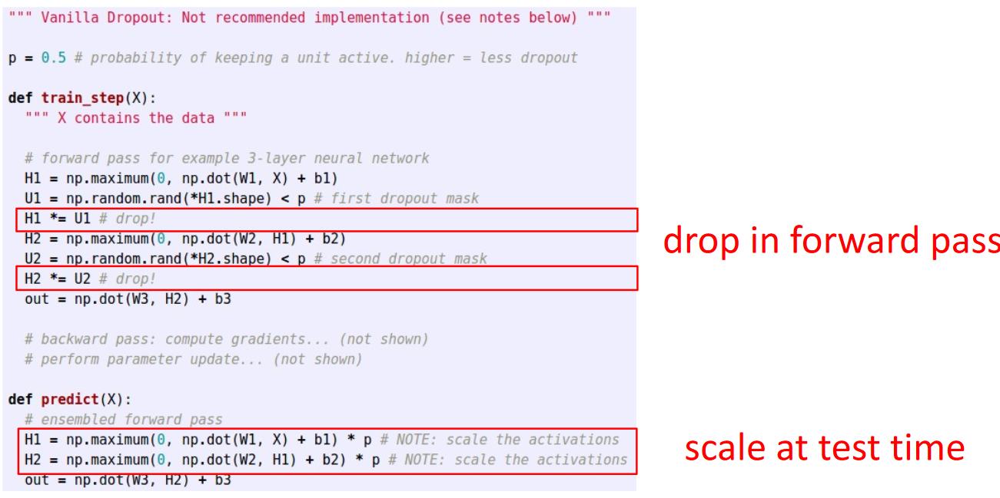 """ Vanilla Dropout: Not recommended implementation (see notes below) """
p = 0.5 # probability of keeping a unit active. higher = less dropout
def train_step(X):
""" X contains the data """
# forward pass for example 3-layer neural network
H1 = np.maximum(0, np.dot(W1, X) + b1)
U1 = np.random.rand(*H1.shape) < p # first dropout mask
H1 *= U1 # drop!
H2 = np.maximum(0, np.dot(W2, H1) + b2)
U2 = np.random.rand(*H2.shape) < p # second dropout mask
H2 *= U2 # drop!
out = np.dot(W3, H2) + b3
drop in forward pass
# backward pass: compute gradients... (not shown)
# perform parameter update... (not shown)
def predict(X):
# ensembled forward pass
H1 = np.maximum(0, np.dot(W1, X) + b1) * p # NOTE: scale the activations
H2 = np.maximum(0, np.dot(W2, H1) + b2) * p # NOTE: scale the activations
out = np.dot(W3, H2) + b3
scale at test time